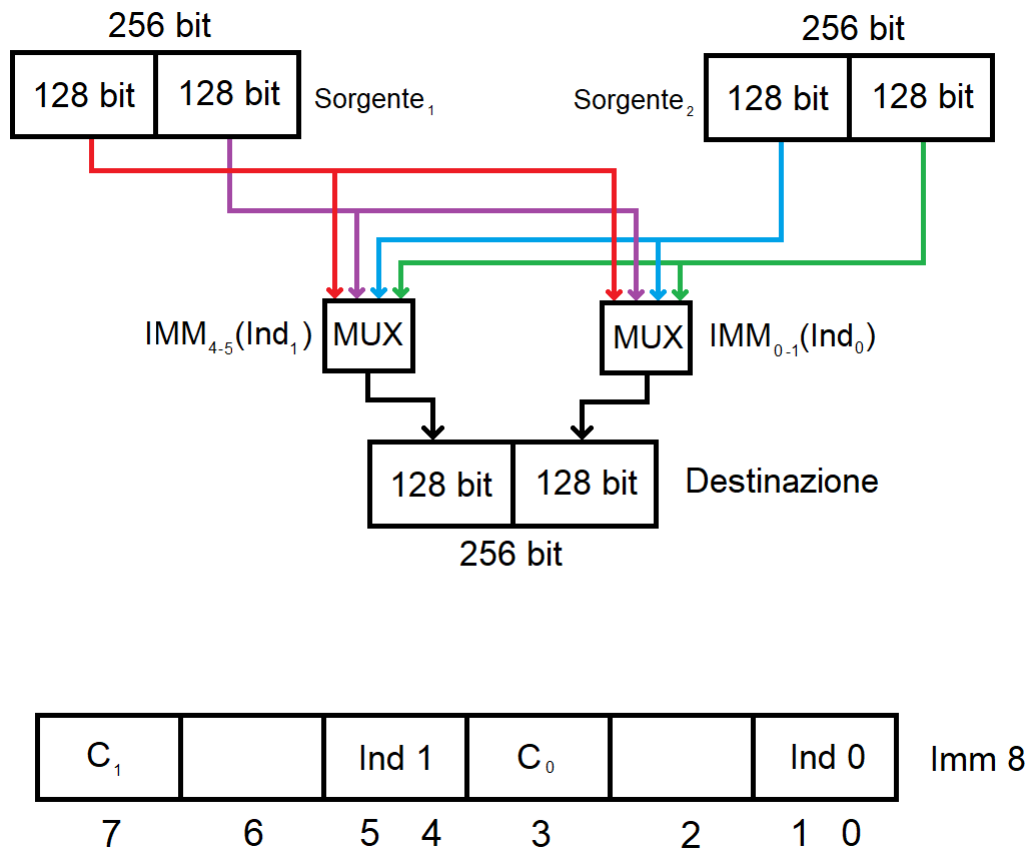 256 bit
256 bit
128 bit 128 bit Sorgente₁ Sorgente₂ 128 bit 128 bit
IMM₄₋₅(Ind₁) MUX MUX IMM₀₋₁(Ind₀)
128 bit 128 bit Destinazione
256 bit
C₁ Ind 1 C₀ Ind 0 Imm 8
7 6 5 4 3 2 1 0